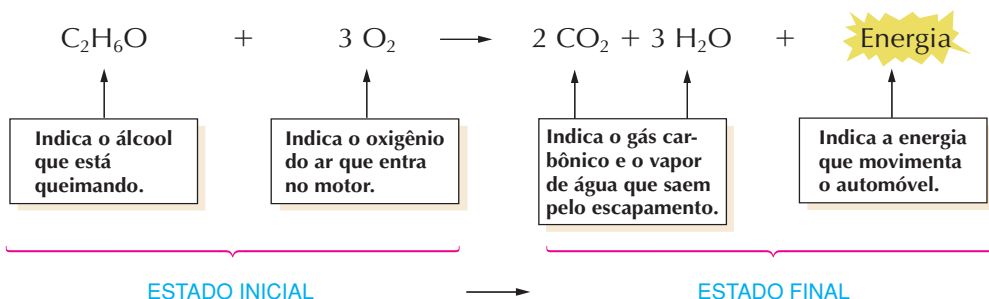 C₂H₆O + 3 O₂ ⟶ 2 CO₂ + 3 H₂O + Energia
Indica o álcool
que está
queimando.
Indica o oxigênio
do ar que entra
no motor.
Indica o gás car-
bônico e o vapor
de água que saem
pelo escapamento.
Indica a energia
que movimenta
o automóvel.
ESTADO INICIAL ⟶ ESTADO FINAL